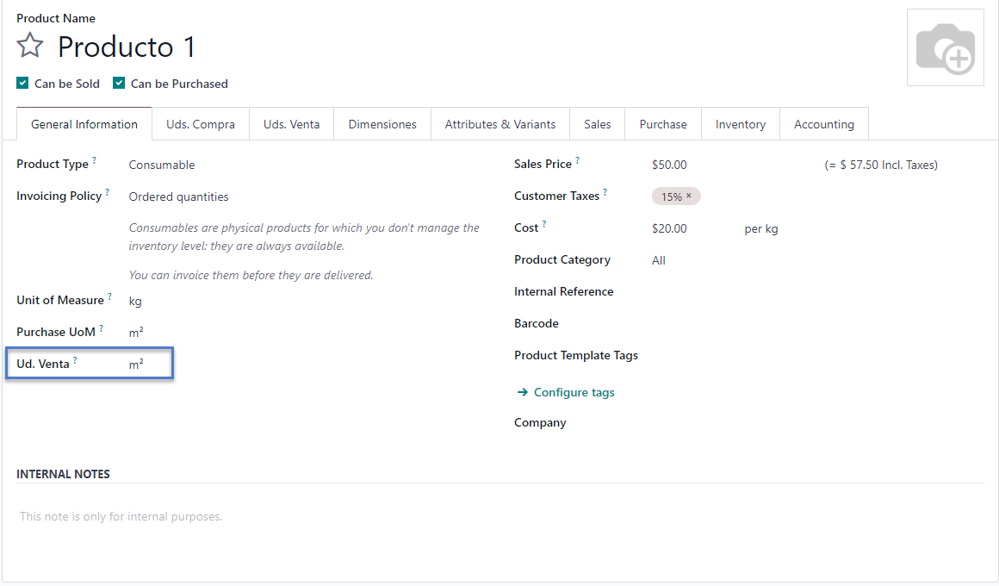 Product Name
Producto 1
Can be Sold Can be Purchased
General Information Uds. Compra Uds. Venta Dimensiones Attributes & Variants Sales Purchase Inventory Accounting
Product Type ? Consumable
Invoicing Policy ? Ordered quantities
Consumables are physical products for which you don't manage the
inventory level: they are always available.
You can invoice them before they are delivered.
Unit of Measure ? kg
Purchase UoM ? m²
Ud. Venta ? m²
Sales Price ? $50.00 (= $ 57.50 Incl. Taxes)
Customer Taxes ? 15% ×
Cost ? $20.00 per kg
Product Category All
Internal Reference
Barcode
Product Template Tags
→ Configure tags
Company
INTERNAL NOTES
This note is only for internal purposes.